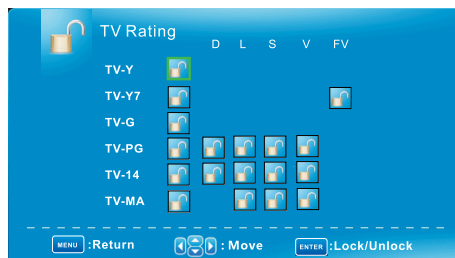 TV Rating
D L S V FV
TV-Y
TV-Y7
TV-G
TV-PG
TV-14
TV-MA
MENU :Return : Move ENTER :Lock/Unlock